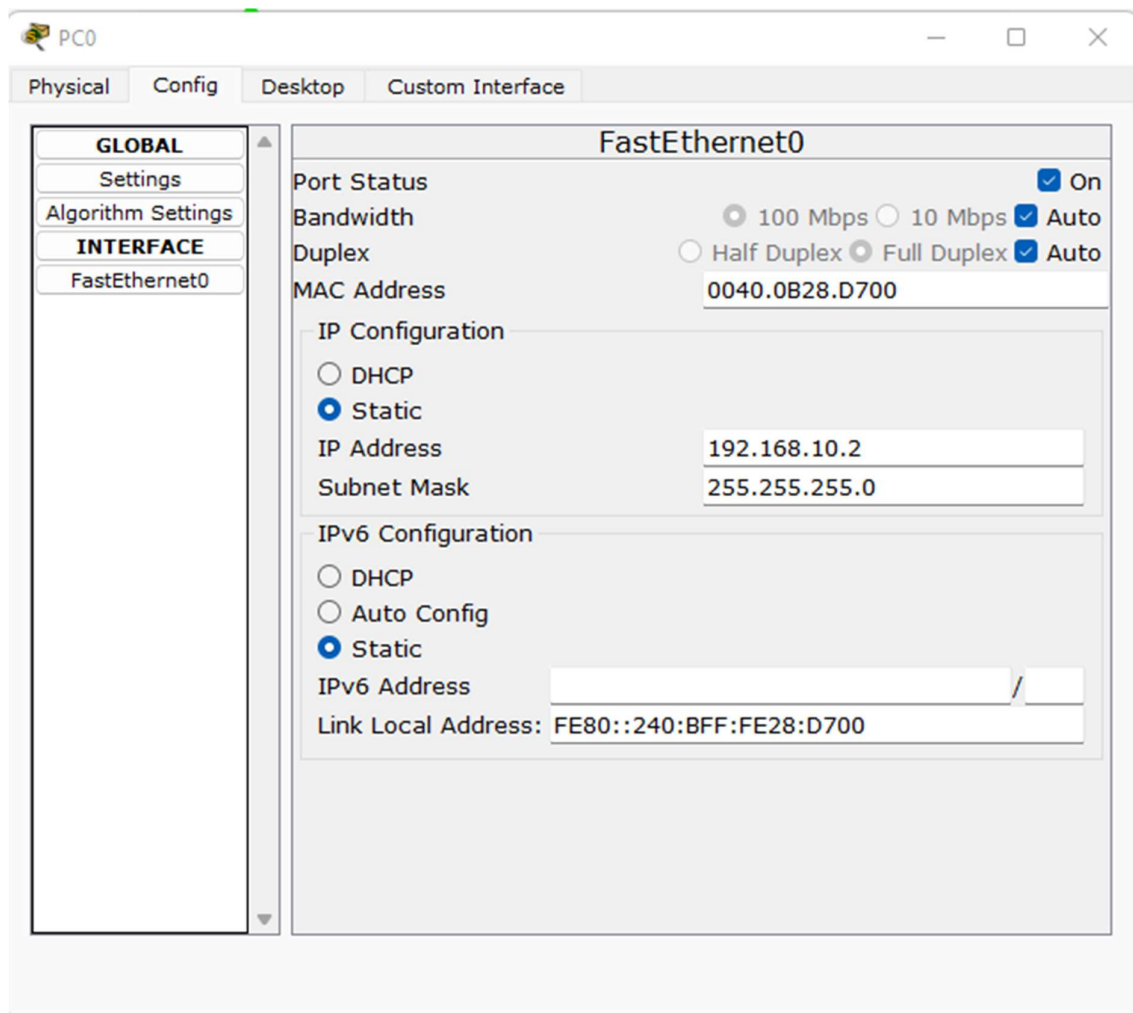 PC0
Physical Config Desktop Custom Interface
GLOBAL
Settings
Algorithm Settings
INTERFACE
FastEthernet0
FastEthernet0
Port Status On
Bandwidth 100 Mbps 10 Mbps Auto
Duplex Half Duplex Full Duplex Auto
MAC Address 0040.0B28.D700
IP Configuration
DHCP
Static
IP Address 192.168.10.2
Subnet Mask 255.255.255.0
IPv6 Configuration
DHCP
Auto Config
Static
IPv6 Address /
Link Local Address: FE80::240:BFF:FE28:D700